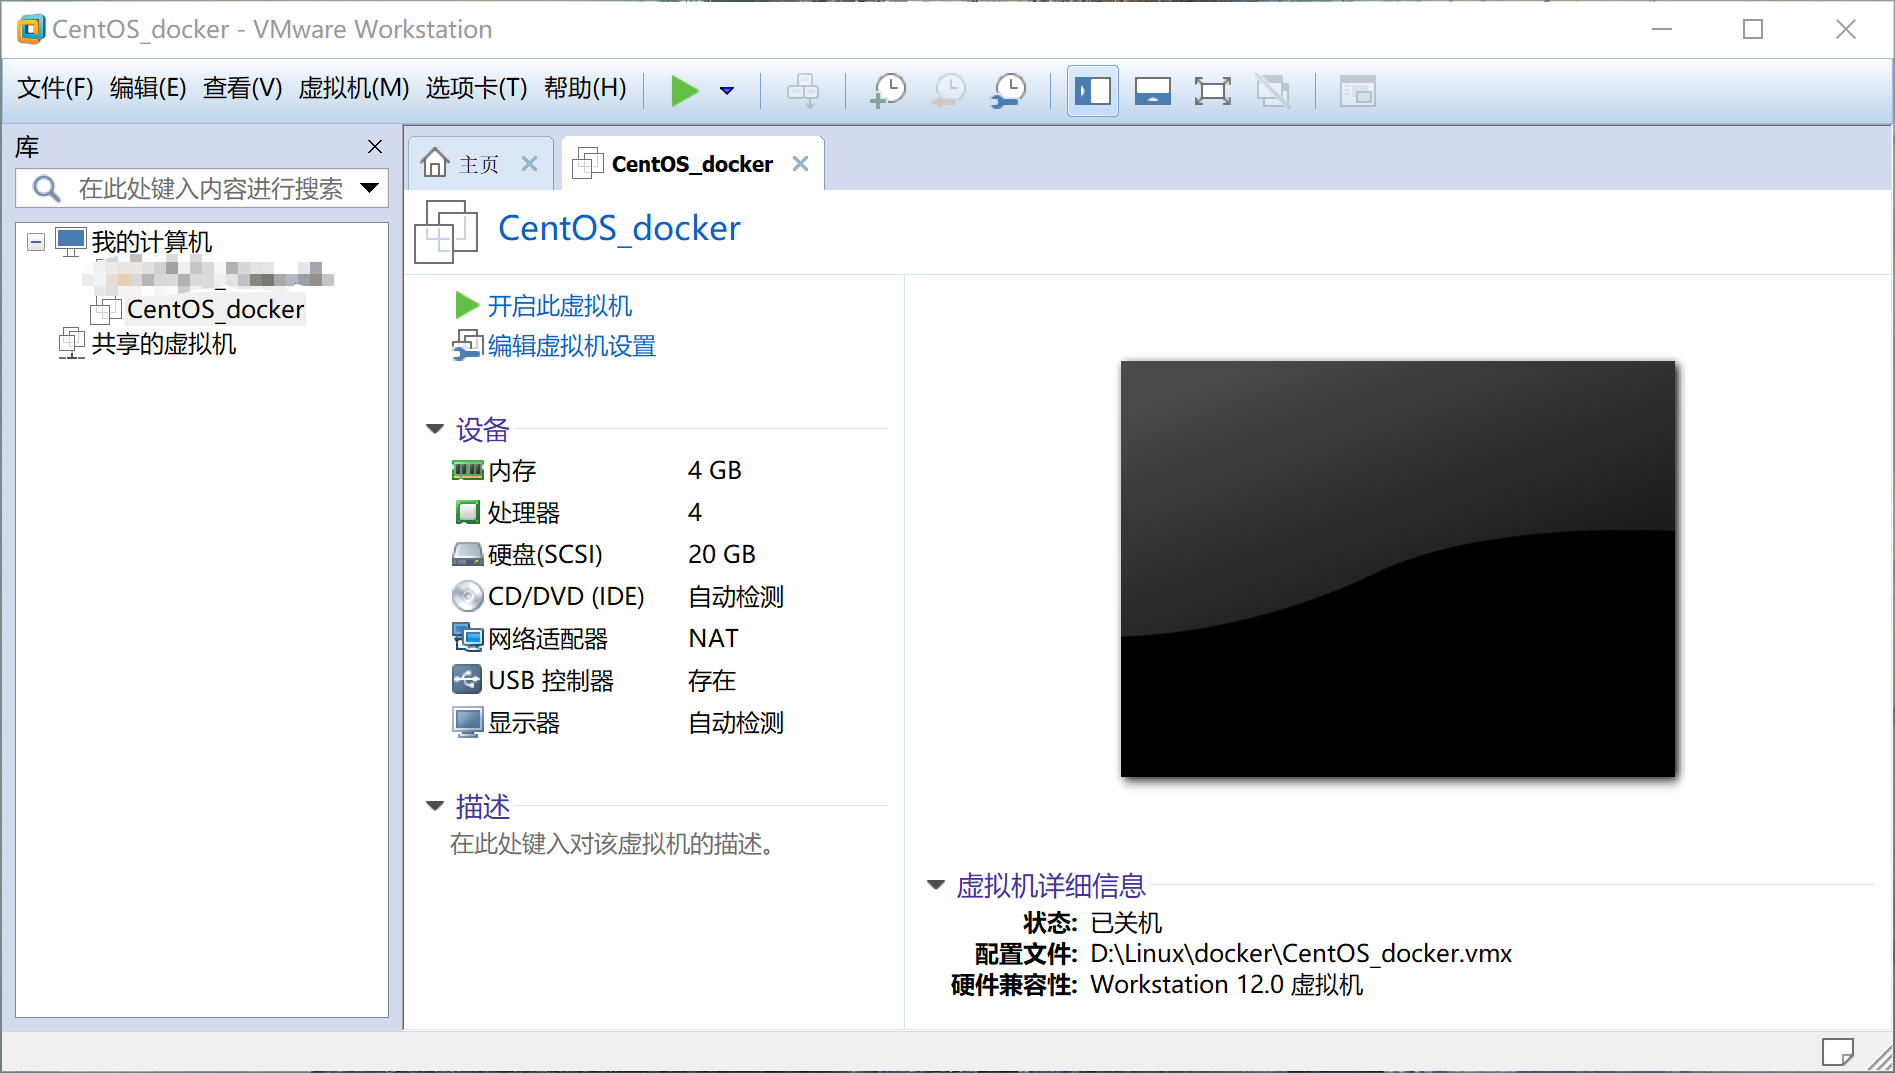 CentOS_docker - VMware Workstation
文件(F) 编辑(E) 查看(V) 虚拟机(M) 选项卡(T) 帮助(H)
库
在此处键入内容进行搜索
我的计算机
CentOS_docker
共享的虚拟机
主页
CentOS_docker
CentOS_docker
开启此虚拟机
编辑虚拟机设置
设备
内存 4 GB
处理器 4
硬盘(SCSI) 20 GB
CD/DVD (IDE) 自动检测
网络适配器 NAT
USB 控制器 存在
显示器 自动检测
描述
在此处键入对该虚拟机的描述。
虚拟机详细信息
状态: 已关机
配置文件: D:\Linux\docker\CentOS_docker.vmx
硬件兼容性: Workstation 12.0 虚拟机